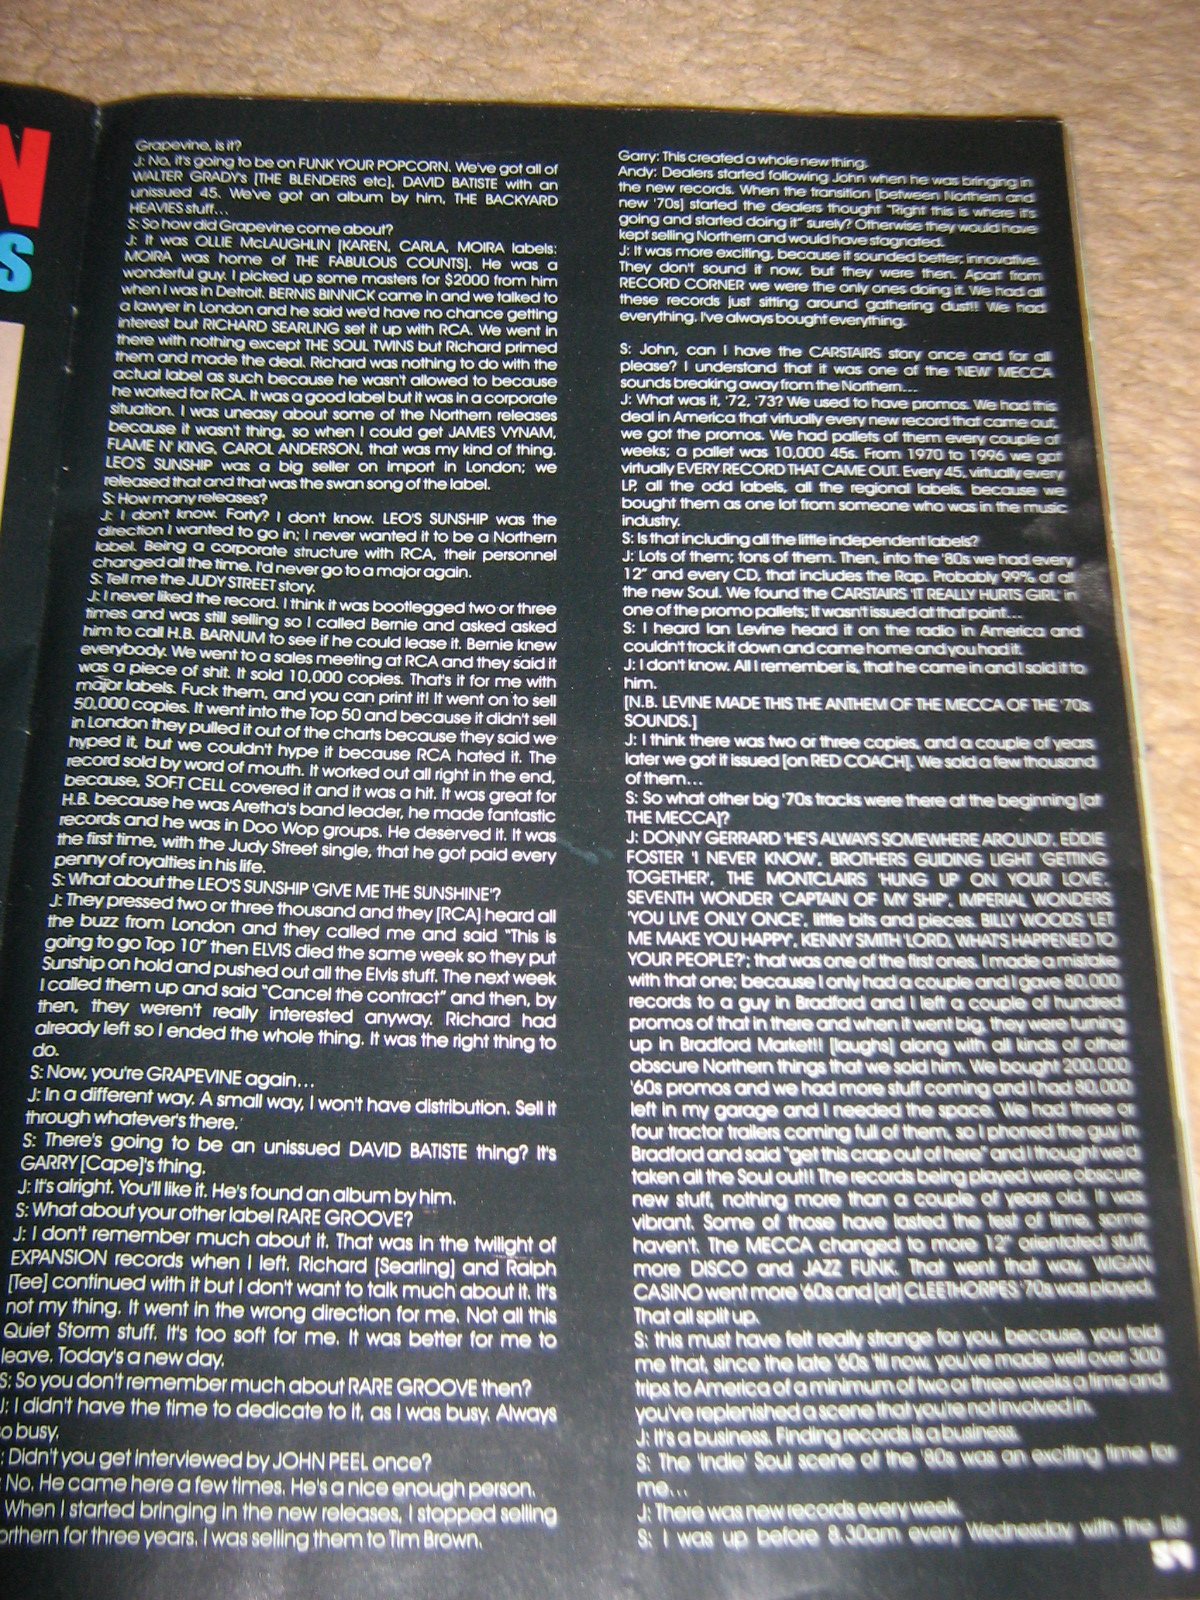 N
S
Grapevine, is it?
J: No, it's going to be on FUNK YOUR POPCORN. We've got all of
WALTER GRADY's [THE BLENDERS etc], DAVID BATISTE with an
unissued 45. We've got an album by him, THE BACKYARD
HEAVIES stuff...
S: So how did Grapevine come about?
J: It was OLLIE McLAUGHLIN [KAREN, CARLA, MOIRA labels:
MOIRA was home of THE FABULOUS COUNTS]. He was a
wonderful guy. I picked up some masters for $2000 from him
when I was in Detroit. BERNIS BINNICK came in and we talked to
a lawyer in London and he said we'd have no chance getting
interest but RICHARD SEARLING set it up with RCA. We went in
there with nothing except THE SOUL TWINS but Richard primed
them and made the deal. Richard was nothing to do with the
actual label as such because he wasn't allowed to because
he worked for RCA. It was a good label but it was in a corporate
situation. I was uneasy about some of the Northern releases
because it wasn't thing, so when I could get JAMES VYNAM,
FLAME N' KING, CAROL ANDERSON, that was my kind of thing.
LEO'S SUNSHIP was a big seller on import in London; we
released that and that was the swan song of the label.
S: How many releases?
J: I don't know. Forty? I don't know. LEO'S SUNSHIP was the
direction I wanted to go in; I never wanted it to be a Northern
label. Being a corporate structure with RCA, their personnel
changed all the time. I'd never go to a major again.
S: Tell me the JUDY STREET story.
J: I never liked the record. I think it was bootlegged two or three
times and was still selling so I called Bernie and asked asked
him to call H.B. BARNUM to see if he could lease it. Bernie knew
everybody. We went to a sales meeting at RCA and they said it
was a piece of shit. It sold 10,000 copies. That's it for me with
major labels. Fuck them, and you can print it! It went on to sell
50,000 copies. It went into the Top 50 and because it didn't sell
in London they pulled it out of the charts because they said we
hyped it, but we couldn't hype it because RCA hated it. The
record sold by word of mouth. It worked out all right in the end,
because, SOFT CELL covered it and it was a hit. It was great for
H.B. because he was Aretha's band leader, he made fantastic
records and he was in Doo Wop groups. He deserved it. It was
the first time, with the Judy Street single, that he got paid every
penny of royalties in his life.
S: What about the LEO'S SUNSHIP 'GIVE ME THE SUNSHINE'?
J: They pressed two or three thousand and they [RCA] heard all
the buzz from London and they called me and said "This is
going to go Top 10" then ELVIS died the same week so they put
Sunship on hold and pushed out all the Elvis stuff. The next week
I called them up and said "Cancel the contract" and then, by
then, they weren't really interested anyway. Richard had
already left so I ended the whole thing. It was the right thing to
do.
S: Now, you're GRAPEVINE again...
J: In a different way. A small way, I won't have distribution. Sell it
through whatever's there.
S: There's going to be an unissued DAVID BATISTE thing? It's
GARRY [Cape]'s thing.
J: It's alright. You'll like it. He's found an album by him.
S: What about your other label RARE GROOVE?
J: I don't remember much about it. That was in the twilight of
EXPANSION records when I left. Richard [Searling] and Ralph
[Tee] continued with it but I don't want to talk much about it. It's
not my thing. It went in the wrong direction for me. Not all this
Quiet Storm stuff. It's too soft for me. It was better for me to
leave. Today's a new day.
S: So you don't remember much about RARE GROOVE then?
J: I didn't have the time to dedicate to it, as I was busy. Always
o busy.
: Didn't you get interviewed by JOHN PEEL once?
No. He came here a few times. He's a nice enough person.
When I started bringing in the new releases, I stopped selling
orthern for three years. I was selling them to Tim Brown.
Garry: This created a whole new thing.
Andy: Dealers started following John when he was bringing in
the new records. When the transition [between Northern and
new '70s] started the dealers thought "Right this is where it's
going and started doing it" surely? Otherwise they would have
kept selling Northern and would have stagnated.
J: It was more exciting, because it sounded better; innovative.
They don't sound it now, but they were then. Apart from
RECORD CORNER we were the only ones doing it. We had all
these records just sitting around gathering dust!! We had
everything. I've always bought everything.
S: John, can I have the CARSTAIRS story once and for all
please? I understand that it was one of the 'NEW' MECCA
sounds breaking away from the Northern...
J: What was it, '72, '73? We used to have promos. We had this
deal in America that virtually every new record that came out,
we got the promos. We had pallets of them every couple of
weeks; a pallet was 10,000 45s. From 1970 to 1996 we got
virtually EVERY RECORD THAT CAME OUT. Every 45, virtually every
LP, all the odd labels, all the regional labels, because we
bought them as one lot from someone who was in the music
industry.
S: Is that including all the little independent labels?
J: Lots of them; tons of them. Then, into the '80s we had every
12" and every CD, that includes the Rap. Probably 99% of all
the new Soul. We found the CARSTAIRS 'IT REALLY HURTS GIRL' in
one of the promo pallets; It wasn't issued at that point...
S: I heard Ian Levine heard it on the radio in America and
couldn't track it down and came home and you had it.
J: I don't know. All I remember is, that he came in and I sold it to
him.
[N.B. LEVINE MADE THIS THE ANTHEM OF THE MECCA OF THE '70s
SOUNDS.]
J: I think there was two or three copies, and a couple of years
later we got it issued [on RED COACH]. We sold a few thousand
of them...
S: So what other big '70s tracks were there at the beginning [at
THE MECCA]?
J: DONNY GERRARD 'HE'S ALWAYS SOMEWHERE AROUND', EDDIE
FOSTER 'I NEVER KNOW', BROTHERS GUIDING LIGHT 'GETTING
TOGETHER', THE MONTCLAIRS 'HUNG UP ON YOUR LOVE',
SEVENTH WONDER 'CAPTAIN OF MY SHIP', IMPERIAL WONDERS
'YOU LIVE ONLY ONCE', little bits and pieces. BILLY WOODS 'LET
ME MAKE YOU HAPPY', KENNY SMITH 'LORD, WHAT'S HAPPENED TO
YOUR PEOPLE?'; that was one of the first ones. I made a mistake
with that one; because I only had a couple and I gave 80,000
records to a guy in Bradford and I left a couple of hundred
promos of that in there and when it went big, they were turning
up in Bradford Market!! [laughs] along with all kinds of other
obscure Northern things that we sold him. We bought 200,000
'60s promos and we had more stuff coming and I had 80,000
left in my garage and I needed the space. We had three or
four tractor trailers coming full of them, so I phoned the guy in
Bradford and said "get this crap out of here" and I thought we'd
taken all the Soul out!! The records being played were obscure
new stuff, nothing more than a couple of years old. It was
vibrant. Some of those have lasted the test of time, some
haven't. The MECCA changed to more 12" orientated stuff,
more DISCO and JAZZ FUNK. That went that way. WIGAN
CASINO went more '60s and [at] CLEETHORPES '70s was played.
That all split up.
S: this must have felt really strange for you, because, you told
me that, since the late '60s 'till now, you've made well over 300
trips to America of a minimum of two or three weeks a time and
you've replenished a scene that you're not involved in.
J: It's a business. Finding records is a business.
S: The 'Indie' Soul scene of the '80s was an exciting time for
me...
J: There was new records every week.
S: I was up before 8.30am every Wednesday with the list
59